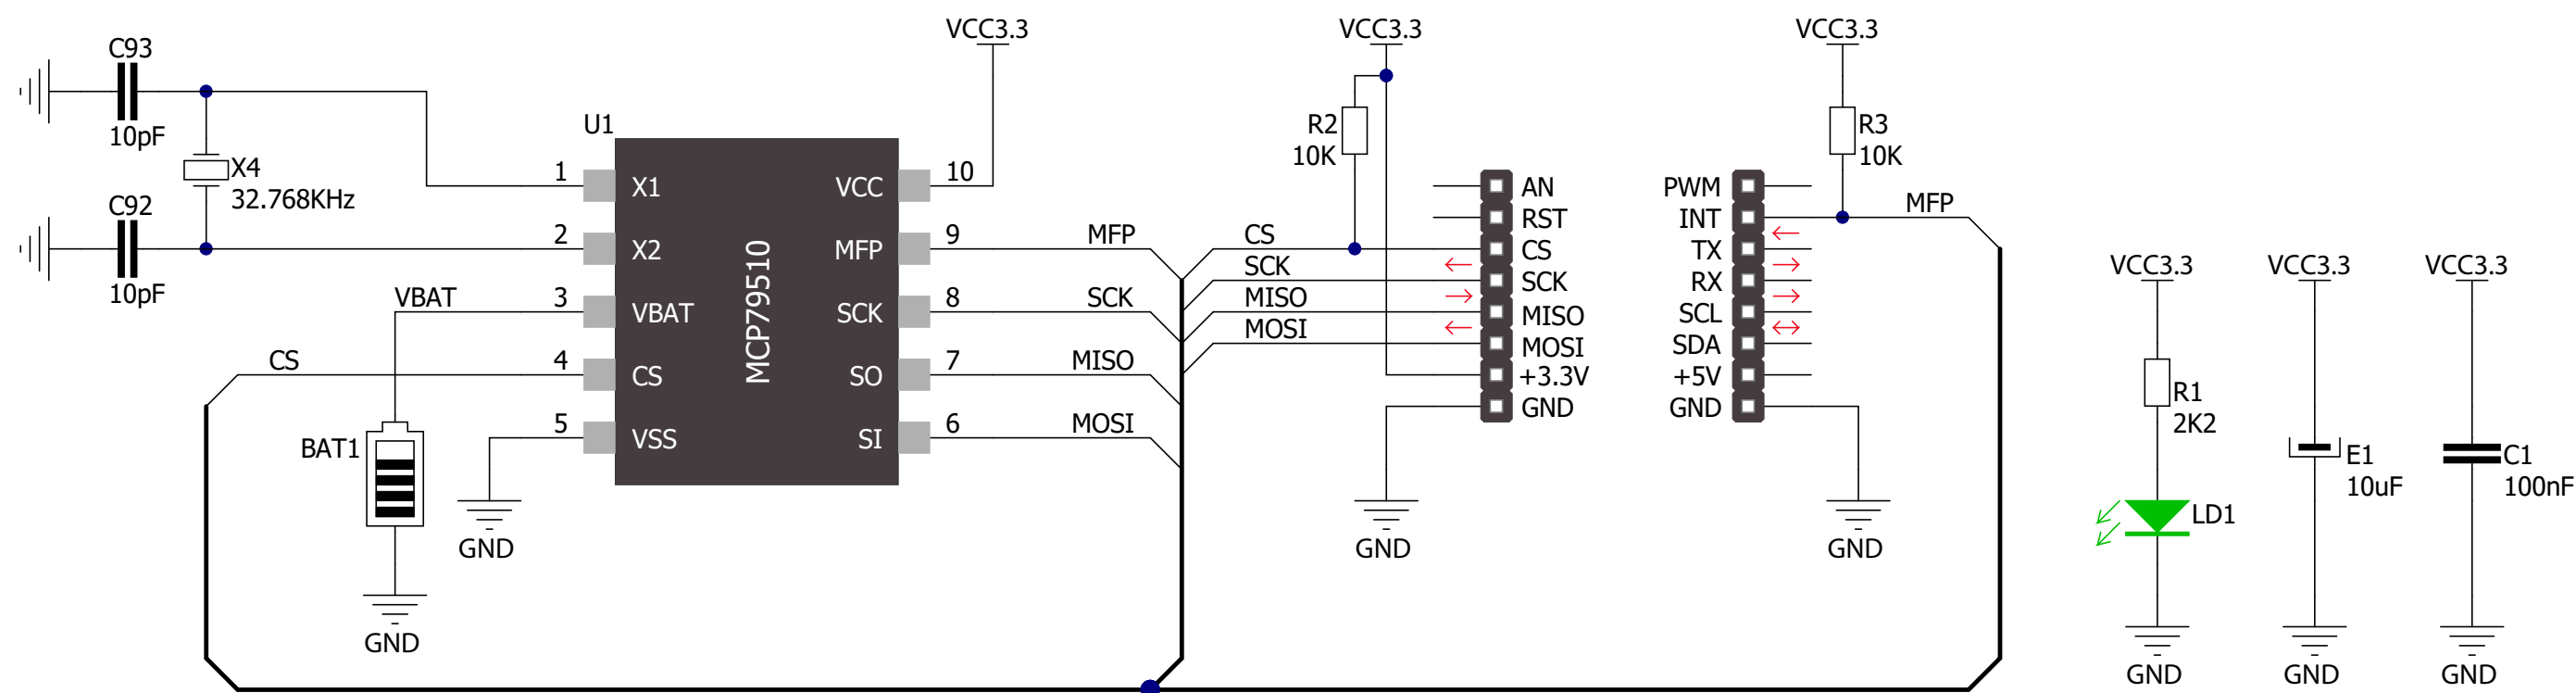 VCC3.3
VCC3.3
VCC3.3
C93
10pF
X4
32.768KHz
C92
10pF
U1
MCP79510
1
X1
2
X2
3
VBAT
VBAT
4
CS
CS
5
VSS
VCC
10
MFP
9
MFP
SCK
8
SCK
SO
7
MISO
SI
6
MOSI
BAT1
GND
GND
R2
10K
CS
SCK
MISO
MOSI
AN
RST
CS
SCK
MISO
MOSI
+3.3V
GND
GND
PWM
INT
TX
RX
SCL
SDA
+5V
GND
GND
R3
10K
MFP
VCC3.3
R1
2K2
LD1
GND
VCC3.3
E1
10uF
GND
VCC3.3
C1
100nF
GND